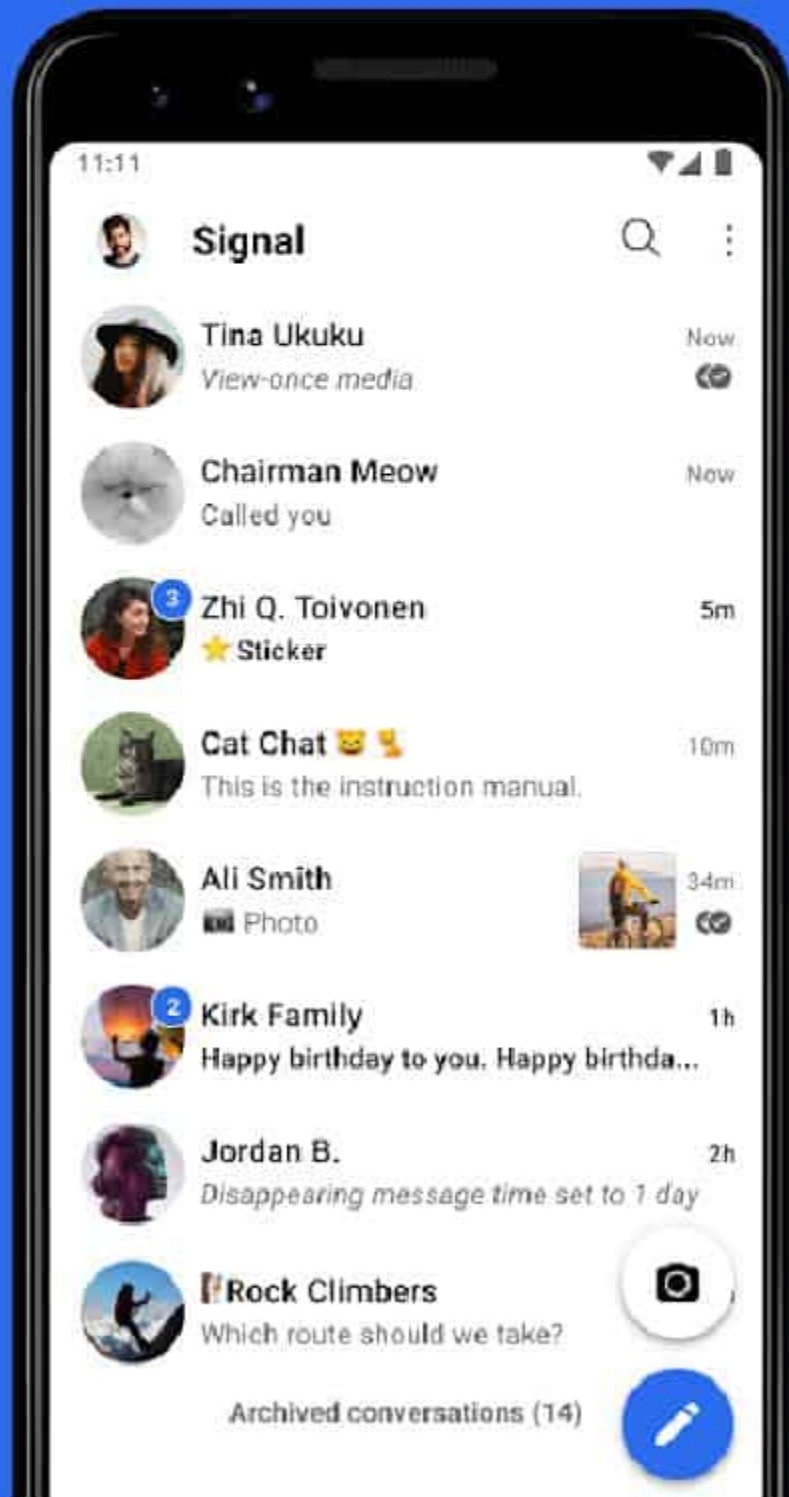 11:11
Signal
Tina Ukuku
Now
View-once media
Chairman Meow
Now
Called you
3
Zhi Q. Toivonen
5m
⭐ Sticker
Cat Chat 😺 🐈
10m
This is the instruction manual.
Ali Smith
34m
📷 Photo
2
Kirk Family
1h
Happy birthday to you. Happy birthda...
Jordan B.
2h
Disappearing message time set to 1 day
🧗Rock Climbers
Which route should we take?
Archived conversations (14)